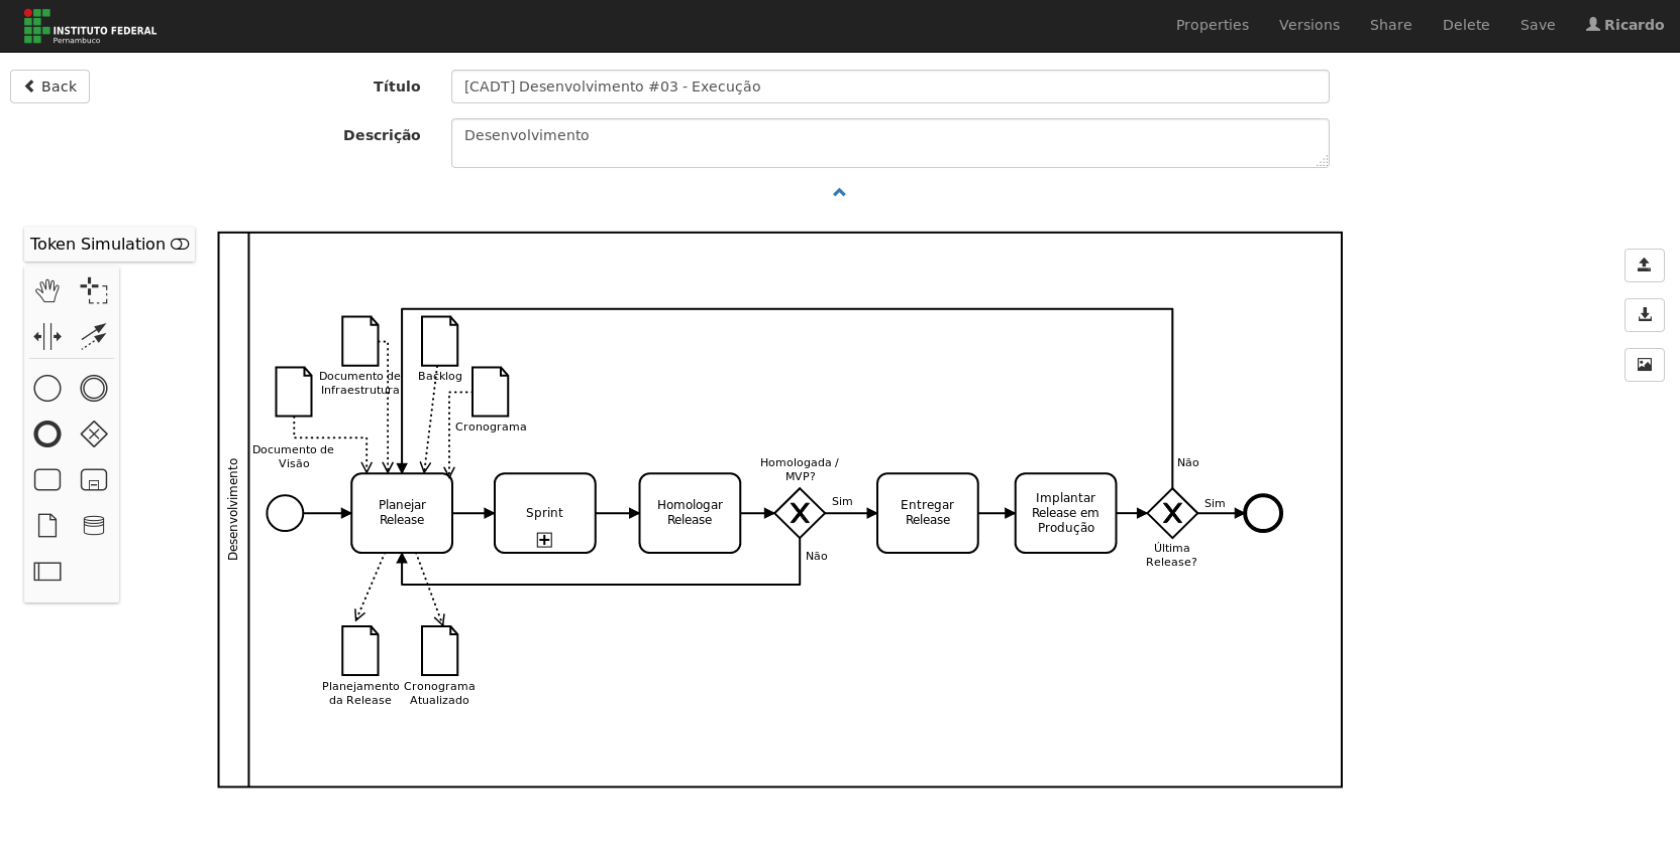 INSTITUTO FEDERAL
Pernambuco
Properties
Versions
Share
Delete
Save
Ricardo
Back
Título
[CADT] Desenvolvimento #03 - Execução
Descrição
Desenvolvimento
Token Simulation
Desenvolvimento
Documento de
Infraestrutura
Backlog
Cronograma
Documento de
Visão
Planejar
Release
Sprint
Homologar
Release
Homologada /
MVP?
Sim
Não
Entregar
Release
Implantar
Release em
Produção
Não
Sim
Última
Release?
Planejamento
da Release
Cronograma
Atualizado